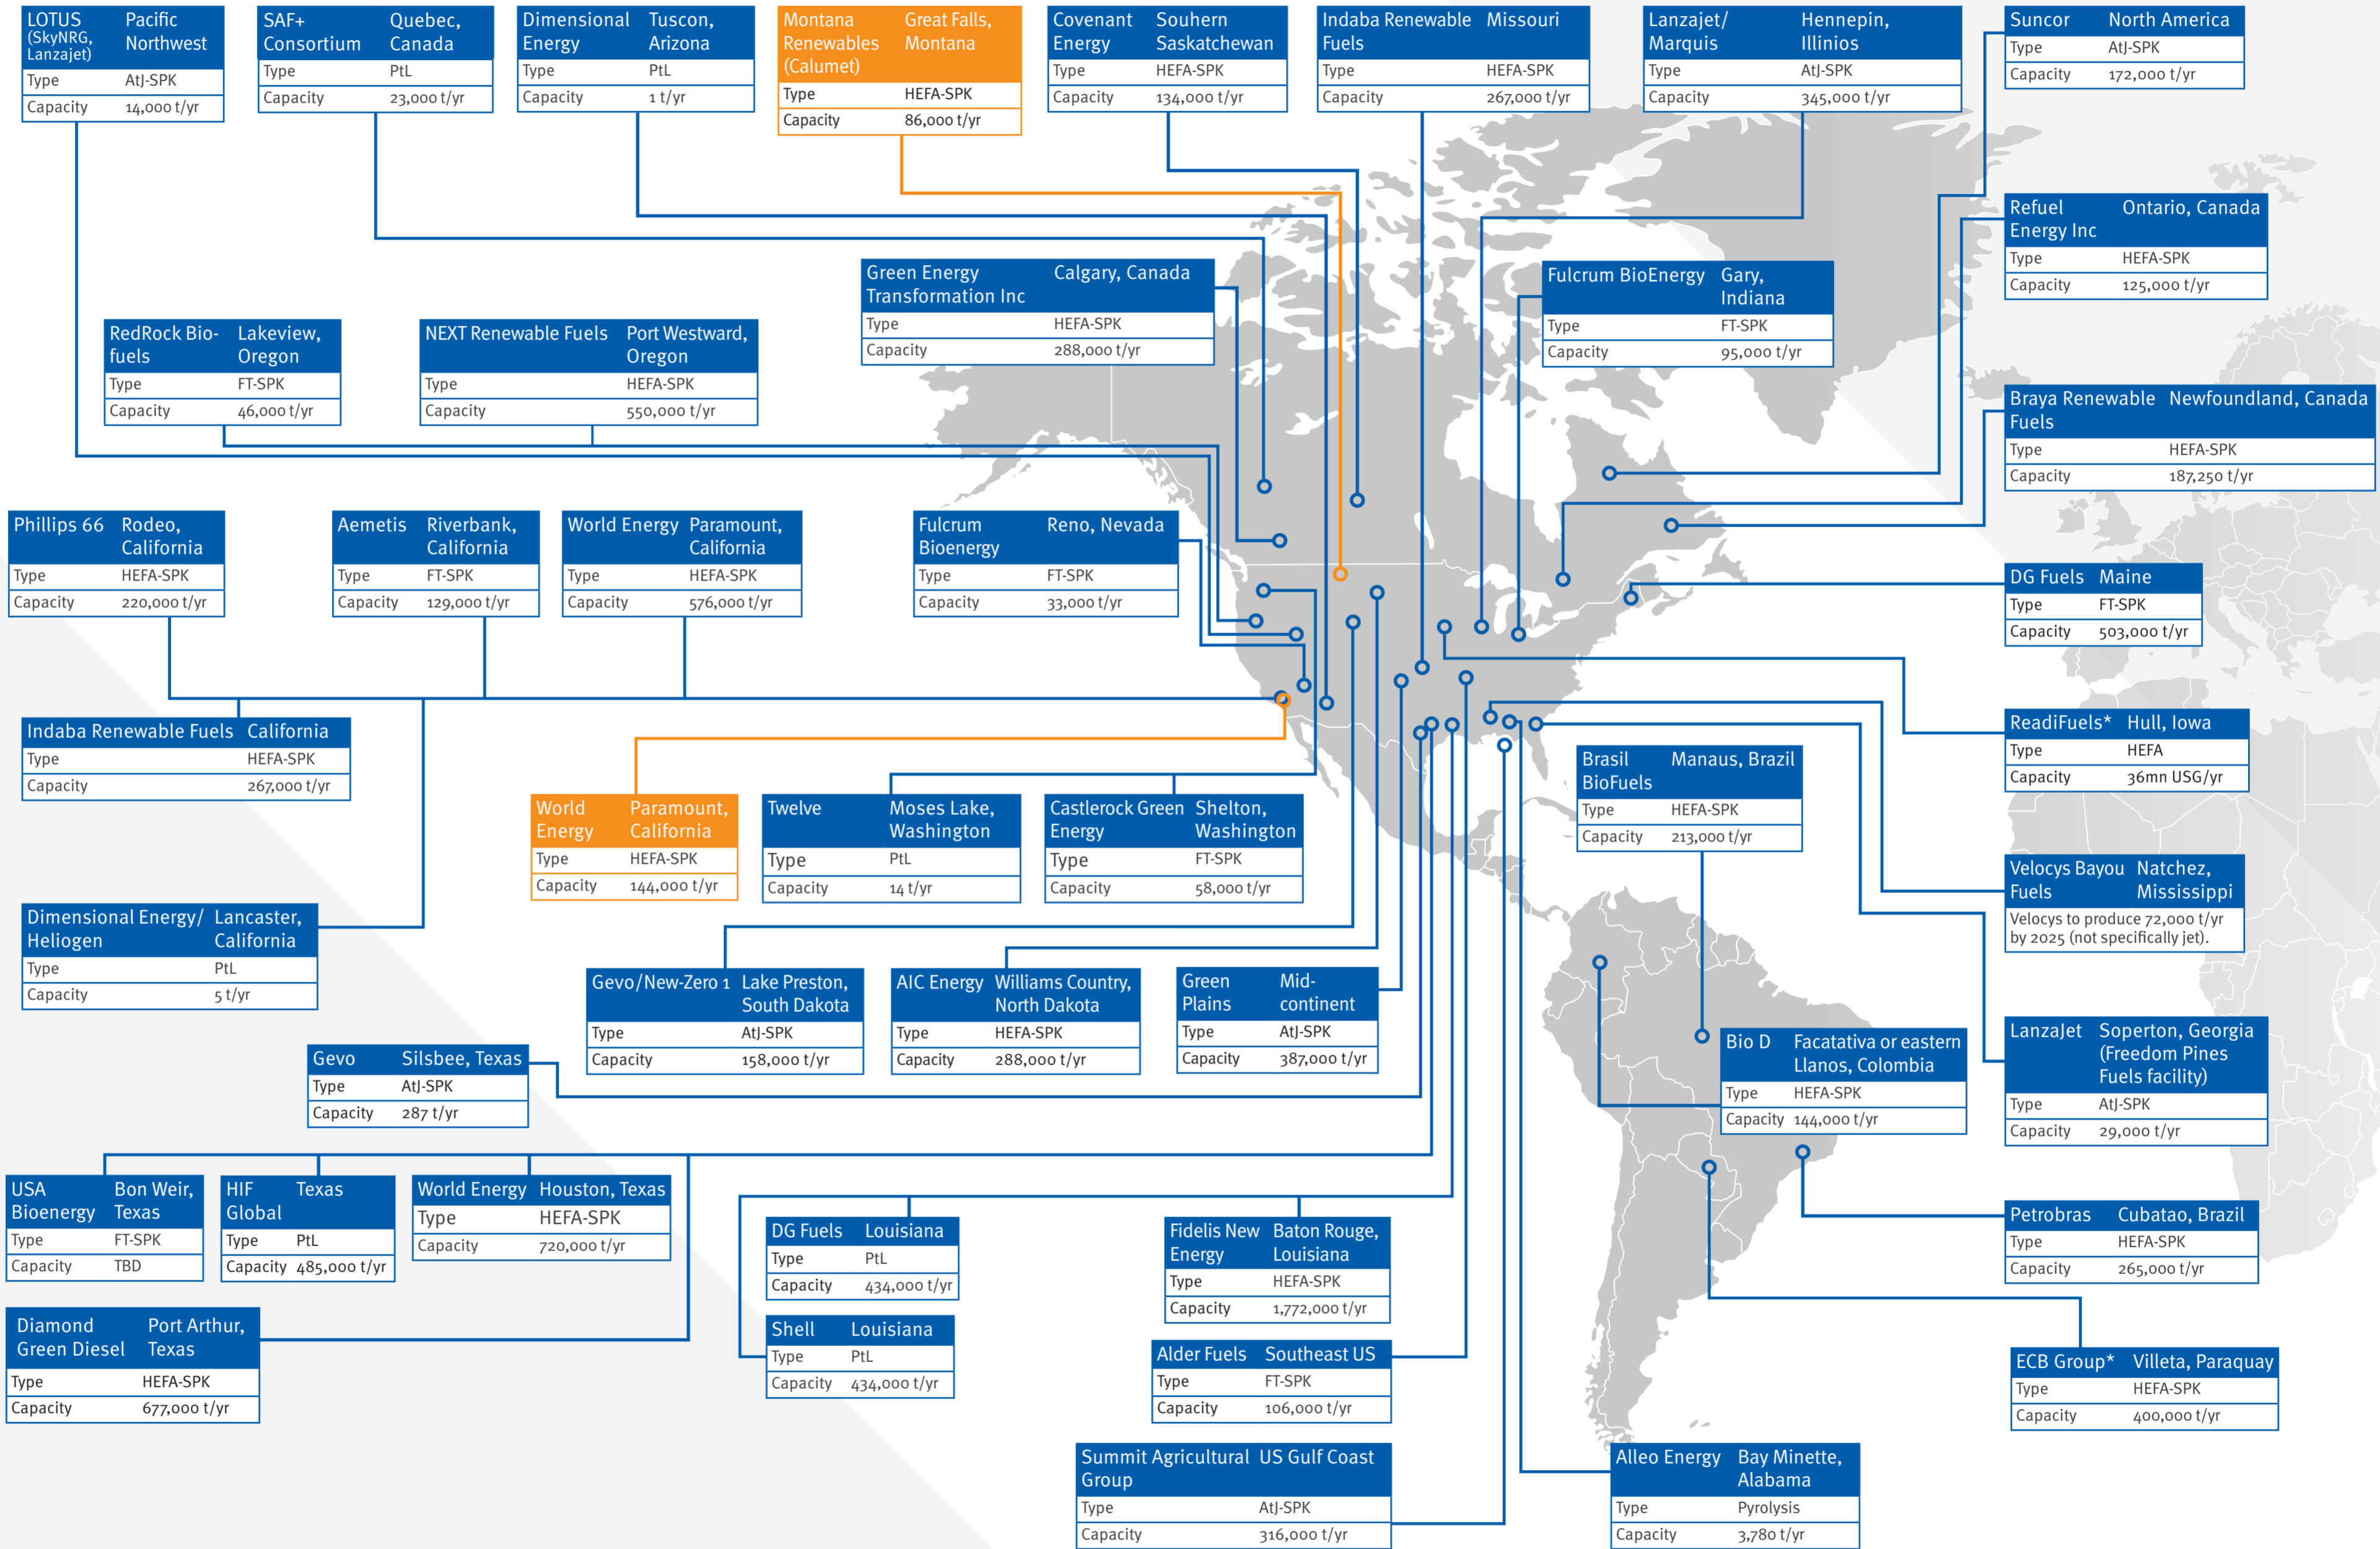 LOTUS (SkyNRG, Lanzajet) Pacific Northwest
Type AtJ-SPK
Capacity 14,000 t/yr
SAF+ Consortium Quebec, Canada
Type PtL
Capacity 23,000 t/yr
Dimensional Energy Tuscon, Arizona
Type PtL
Capacity 1 t/yr
Montana Renewables (Calumet) Great Falls, Montana
Type HEFA-SPK
Capacity 86,000 t/yr
Covenant Energy Souhern Saskatchewan
Type HEFA-SPK
Capacity 134,000 t/yr
Indaba Renewable Fuels Missouri
Type HEFA-SPK
Capacity 267,000 t/yr
Lanzajet/ Marquis Hennepin, Illinios
Type AtJ-SPK
Capacity 345,000 t/yr
Suncor North America
Type AtJ-SPK
Capacity 172,000 t/yr
Refuel Energy Inc Ontario, Canada
Type HEFA-SPK
Capacity 125,000 t/yr
Green Energy Transformation Inc Calgary, Canada
Type HEFA-SPK
Capacity 288,000 t/yr
Fulcrum BioEnergy Gary, Indiana
Type FT-SPK
Capacity 95,000 t/yr
RedRock Bio-fuels Lakeview, Oregon
Type FT-SPK
Capacity 46,000 t/yr
NEXT Renewable Fuels Port Westward, Oregon
Type HEFA-SPK
Capacity 550,000 t/yr
Braya Renewable Fuels Newfoundland, Canada
Type HEFA-SPK
Capacity 187,250 t/yr
Phillips 66 Rodeo, California
Type HEFA-SPK
Capacity 220,000 t/yr
Aemetis Riverbank, California
Type FT-SPK
Capacity 129,000 t/yr
World Energy Paramount, California
Type HEFA-SPK
Capacity 576,000 t/yr
Fulcrum Bioenergy Reno, Nevada
Type FT-SPK
Capacity 33,000 t/yr
DG Fuels Maine
Type FT-SPK
Capacity 503,000 t/yr
Indaba Renewable Fuels California
Type HEFA-SPK
Capacity 267,000 t/yr
ReadiFuels* Hull, Iowa
Type HEFA
Capacity 36mn USG/yr
Brasil BioFuels Manaus, Brazil
Type HEFA-SPK
Capacity 213,000 t/yr
World Energy Paramount, California
Type HEFA-SPK
Capacity 144,000 t/yr
Twelve Moses Lake, Washington
Type PtL
Capacity 14 t/yr
Castlerock Green Energy Shelton, Washington
Type FT-SPK
Capacity 58,000 t/yr
Velocys Bayou Fuels Natchez, Mississippi
Velocys to produce 72,000 t/yr
by 2025 (not specifically jet).
Dimensional Energy/ Heliogen Lancaster, California
Type PtL
Capacity 5 t/yr
Gevo/New-Zero 1 Lake Preston, South Dakota
Type AtJ-SPK
Capacity 158,000 t/yr
AIC Energy Williams Country, North Dakota
Type HEFA-SPK
Capacity 288,000 t/yr
Green Plains Mid-continent
Type AtJ-SPK
Capacity 387,000 t/yr
LanzaJet Soperton, Georgia (Freedom Pines Fuels facility)
Type AtJ-SPK
Capacity 29,000 t/yr
Bio D Facatativa or eastern Llanos, Colombia
Type HEFA-SPK
Capacity 144,000 t/yr
Gevo Silsbee, Texas
Type AtJ-SPK
Capacity 287 t/yr
USA Bioenergy Bon Weir, Texas
Type FT-SPK
Capacity TBD
HIF Global Texas
Type PtL
Capacity 485,000 t/yr
World Energy Houston, Texas
Type HEFA-SPK
Capacity 720,000 t/yr
DG Fuels Louisiana
Type PtL
Capacity 434,000 t/yr
Fidelis New Energy Baton Rouge, Louisiana
Type HEFA-SPK
Capacity 1,772,000 t/yr
Petrobras Cubatao, Brazil
Type HEFA-SPK
Capacity 265,000 t/yr
Diamond Green Diesel Port Arthur, Texas
Type HEFA-SPK
Capacity 677,000 t/yr
Shell Louisiana
Type PtL
Capacity 434,000 t/yr
Alder Fuels Southeast US
Type FT-SPK
Capacity 106,000 t/yr
ECB Group* Villeta, Paraquay
Type HEFA-SPK
Capacity 400,000 t/yr
Summit Agricultural Group US Gulf Coast
Type AtJ-SPK
Capacity 316,000 t/yr
Alleo Energy Bay Minette, Alabama
Type Pyrolysis
Capacity 3,780 t/yr